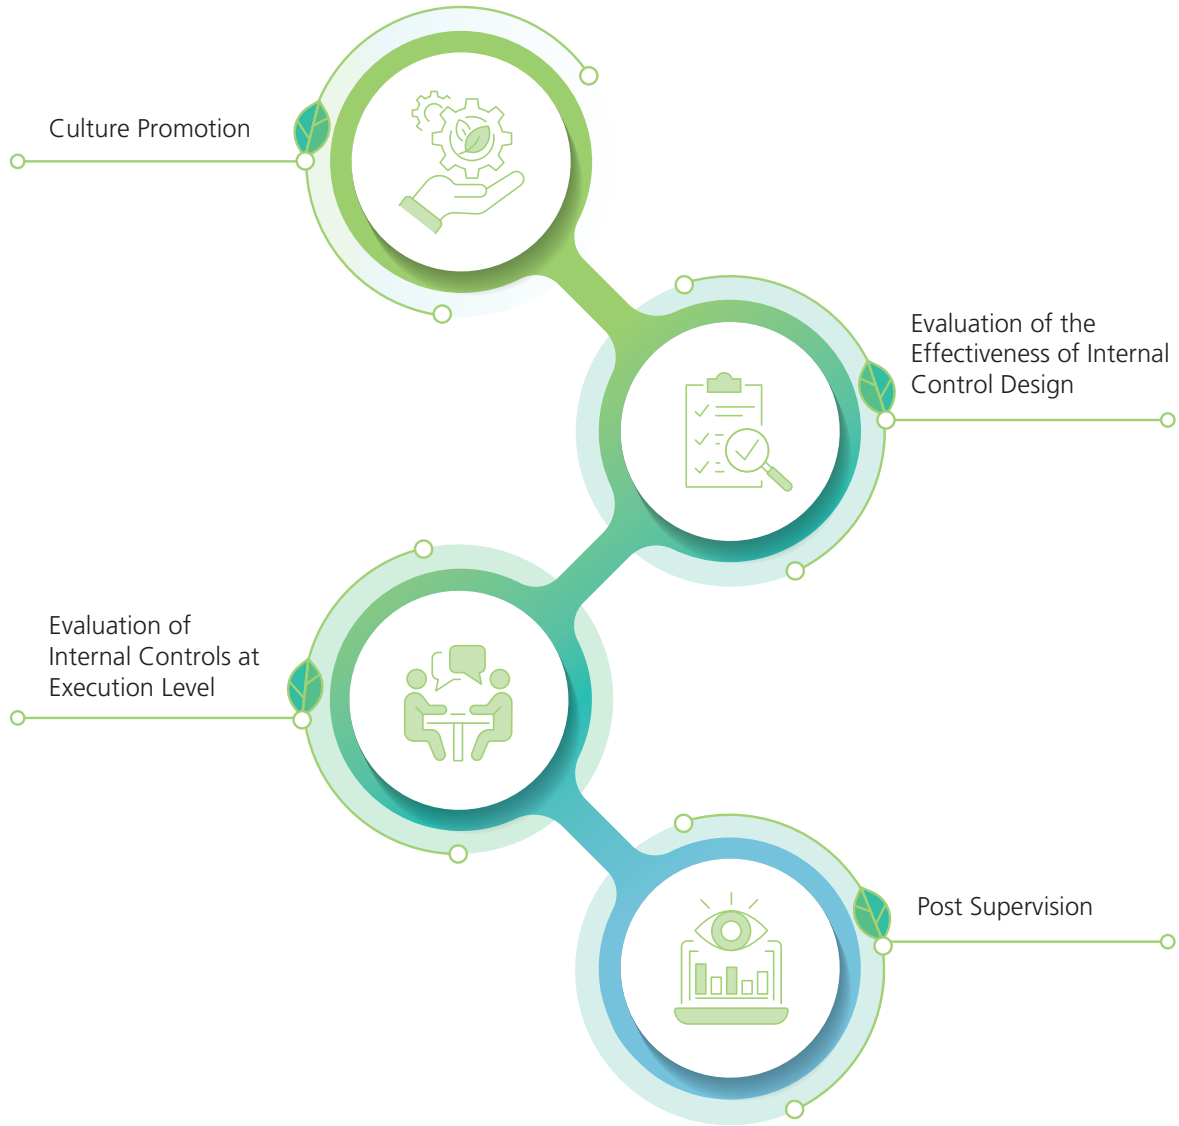 Culture Promotion
Evaluation of the
Effectiveness of Internal
Control Design
Evaluation of
Internal Controls at
Execution Level
Post Supervision